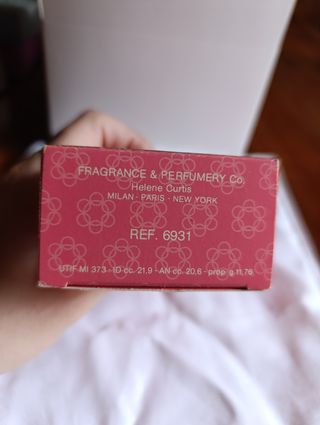 FRAGRANCE & PERFUMERY Co.
Helene Curtis
MILAN - PARIS - NEW YORK
REF. 6931
UTIF MI 373 - ID cc. 21,9 - AN cc. 20,6 - prop g. 11,76